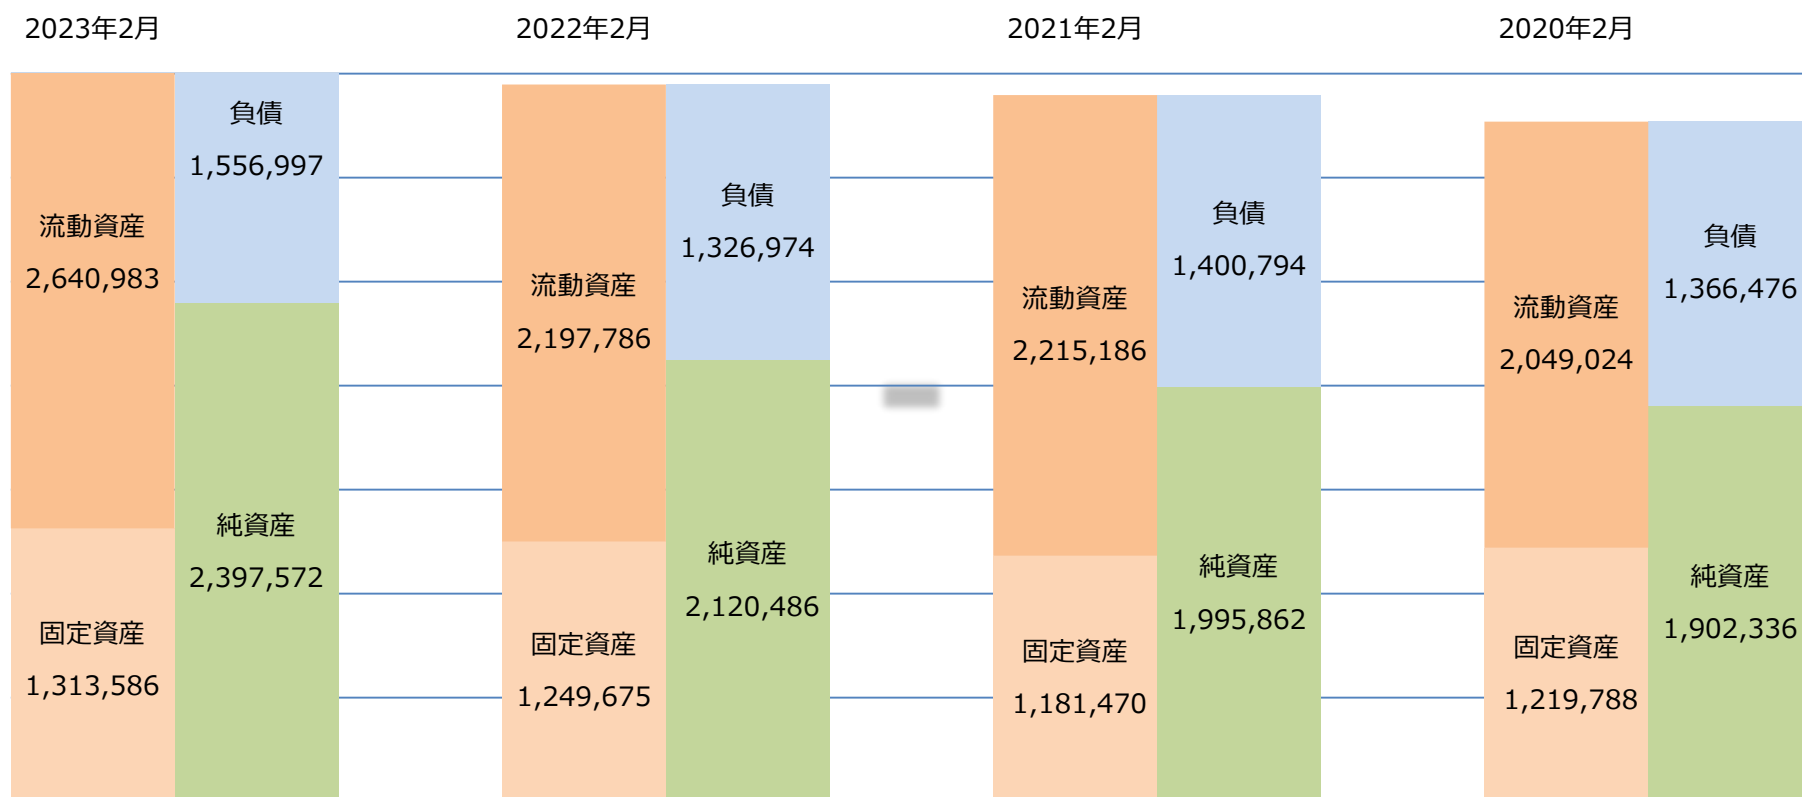 2023年2月
2022年2月
2021年2月
2020年2月
流動資産
2,640,983
固定資産
1,313,586
負債
1,556,997
純資産
2,397,572
流動資産
2,197,786
固定資産
1,249,675
負債
1,326,974
純資産
2,120,486
流動資産
2,215,186
固定資産
1,181,470
負債
1,400,794
純資産
1,995,862
流動資産
2,049,024
固定資産
1,219,788
負債
1,366,476
純資産
1,902,336